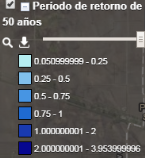 Periodo de retorno de
50 años
0.050999999 - 0.25
0.25 - 0.5
0.5 - 0.75
0.75 - 1
1.000000001 - 2
2.000000001 - 3.953999996